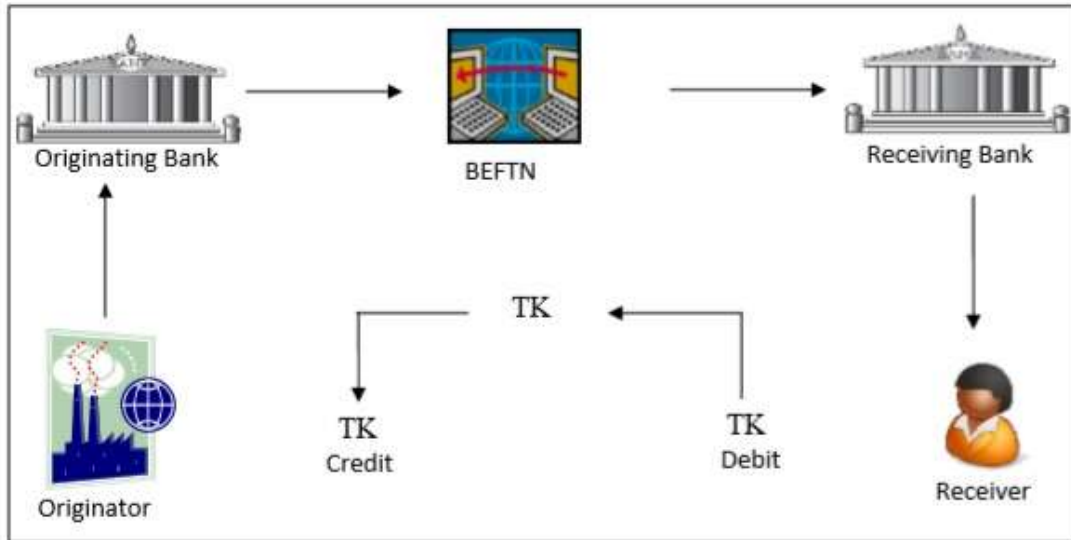 Originating Bank
BEFTN
Receiving Bank
TK
TK
Credit
TK
Debit
Originator
Receiver